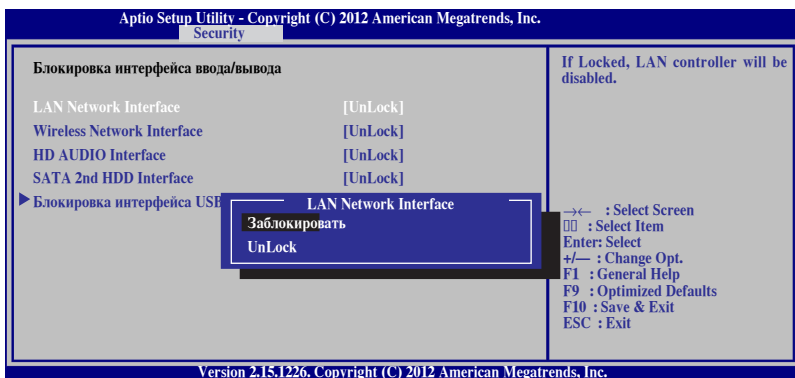 Aptio Setup Utility - Copyright (C) 2012 American Megatrends, Inc.
Security
Блокировка интерфейса ввода/вывода
LAN Network Interface [UnLock]
Wireless Network Interface [UnLock]
HD AUDIO Interface [UnLock]
SATA 2nd HDD Interface [UnLock]
Блокировка интерфейса USB
LAN Network Interface
Заблокировать
UnLock
If Locked, LAN controller will be
disabled.
→← : Select Screen
▯▯ : Select Item
Enter: Select
+/— : Change Opt.
F1 : General Help
F9 : Optimized Defaults
F10 : Save & Exit
ESC : Exit
Version 2.15.1226. Copyright (C) 2012 American Megatrends, Inc.